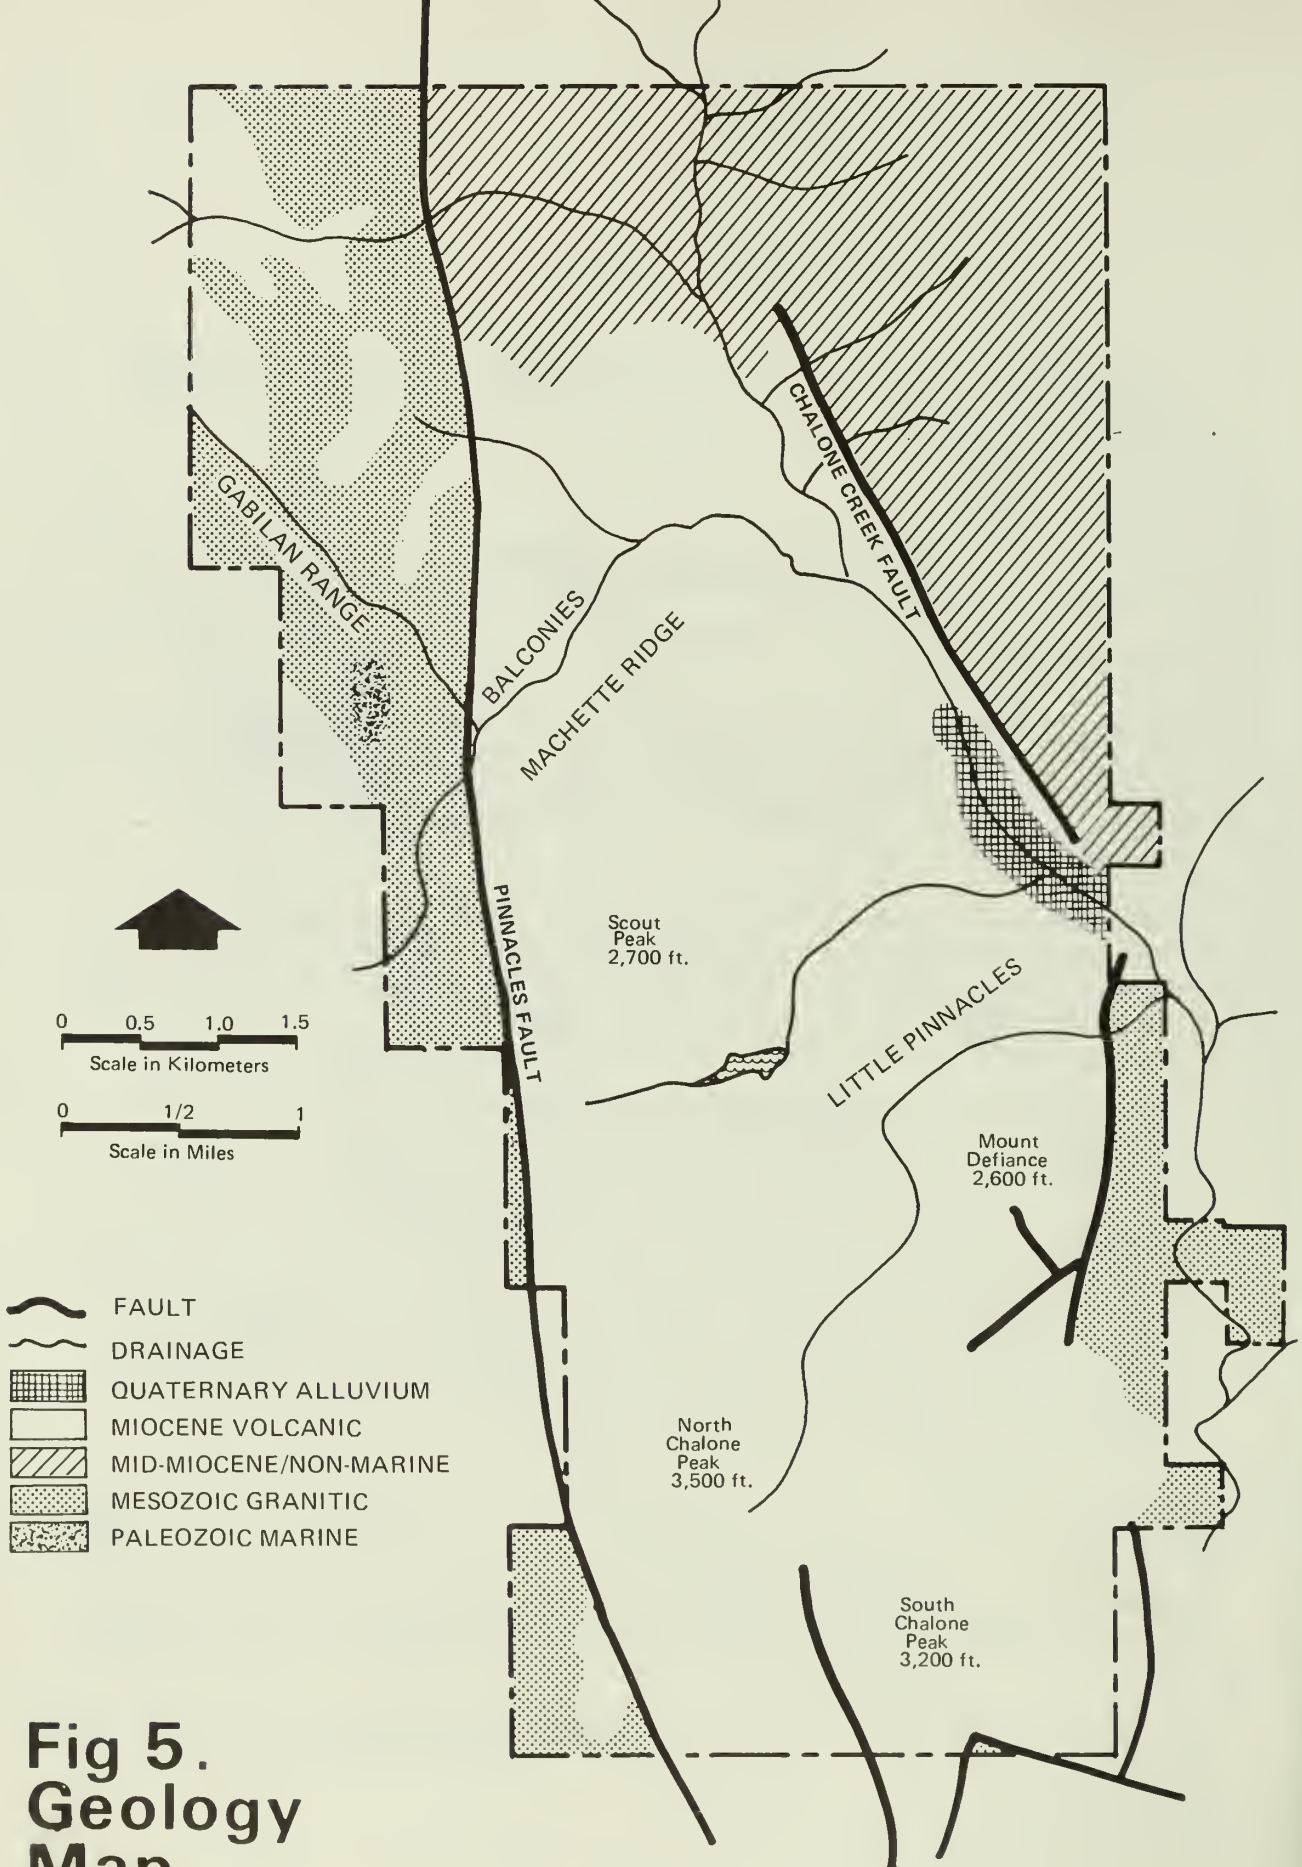 GABILAN RANGE
BALCONIES
MACHETTE RIDGE
CHALONE CREEK FAULT
PINNACLES FAULT
Scout
Peak
2,700 ft.
LITTLE PINNACLES
0 0.5 1.0 1.5
Scale in Kilometers
0 1/2 1
Scale in Miles
Mount
Defiance
2,600 ft.
FAULT
DRAINAGE
QUATERNARY ALLUVIUM
MIOCENE VOLCANIC
MID-MIOCENE/NON-MARINE
MESOZOIC GRANITIC
PALEOZOIC MARINE
North
Chalone
Peak
3,500 ft.
South
Chalone
Peak
3,200 ft.
Fig 5.
Geology
Map